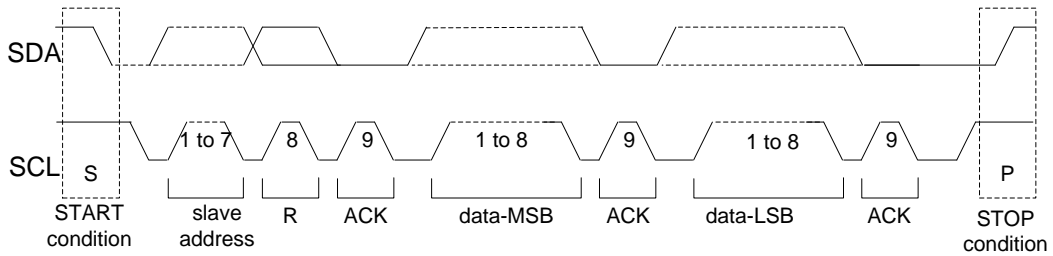 SDA
1 to 7
8
9
1 to 8
9
1 to 8
9
SCL
S
P
START
condition
slave
address
R
ACK
data-MSB
ACK
data-LSB
ACK
STOP
condition